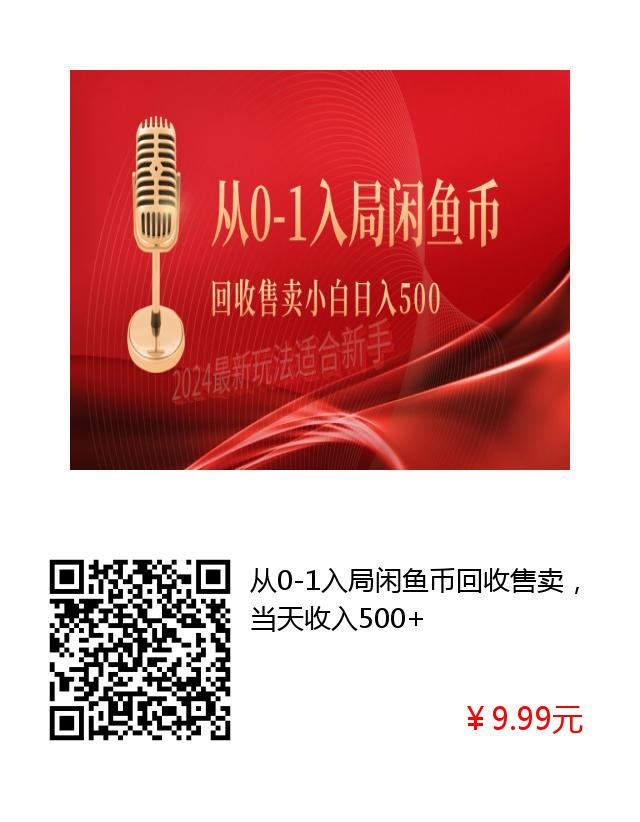 从0-1入局闲鱼币
回收售卖小白日入500
2024最新玩法适合新手
从0-1入局闲鱼币回收售卖，
当天收入500+
￥9.99元